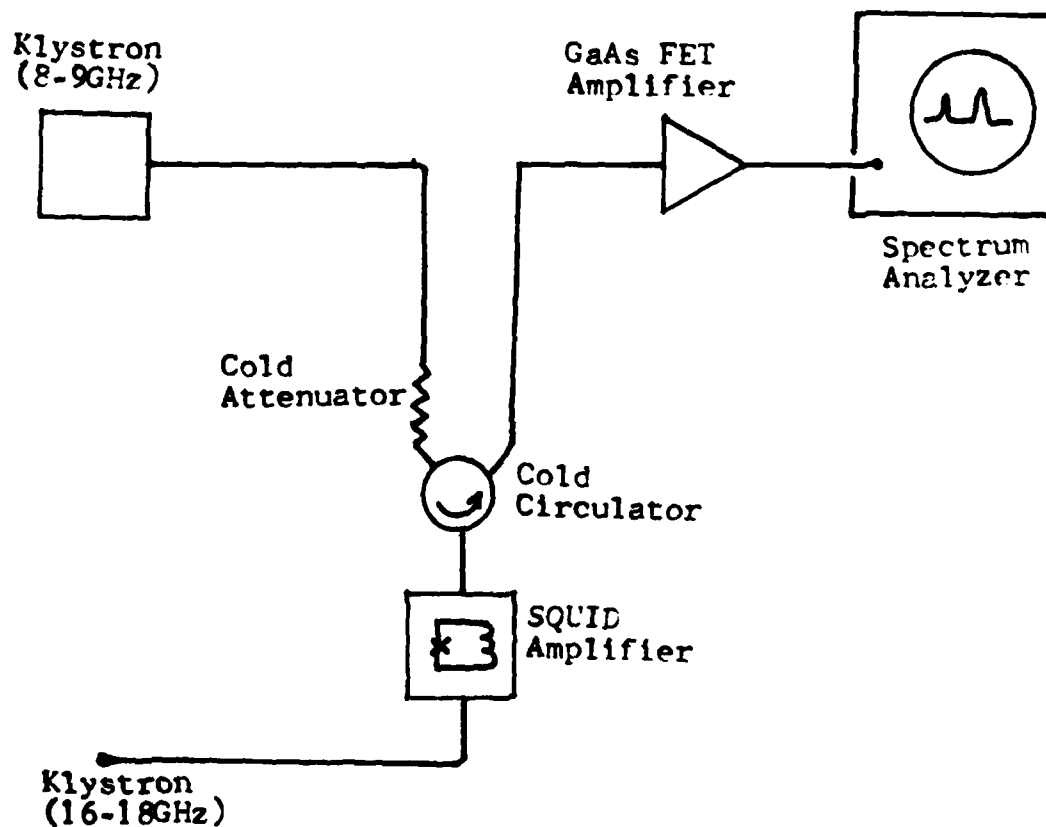 Klystron
(8-9GHz)
GaAs FET
Amplifier
Spectrum
Analyzer
Cold
Attenuator
Cold
Circulator
SQUID
Amplifier
Klystron
(16-18GHz)